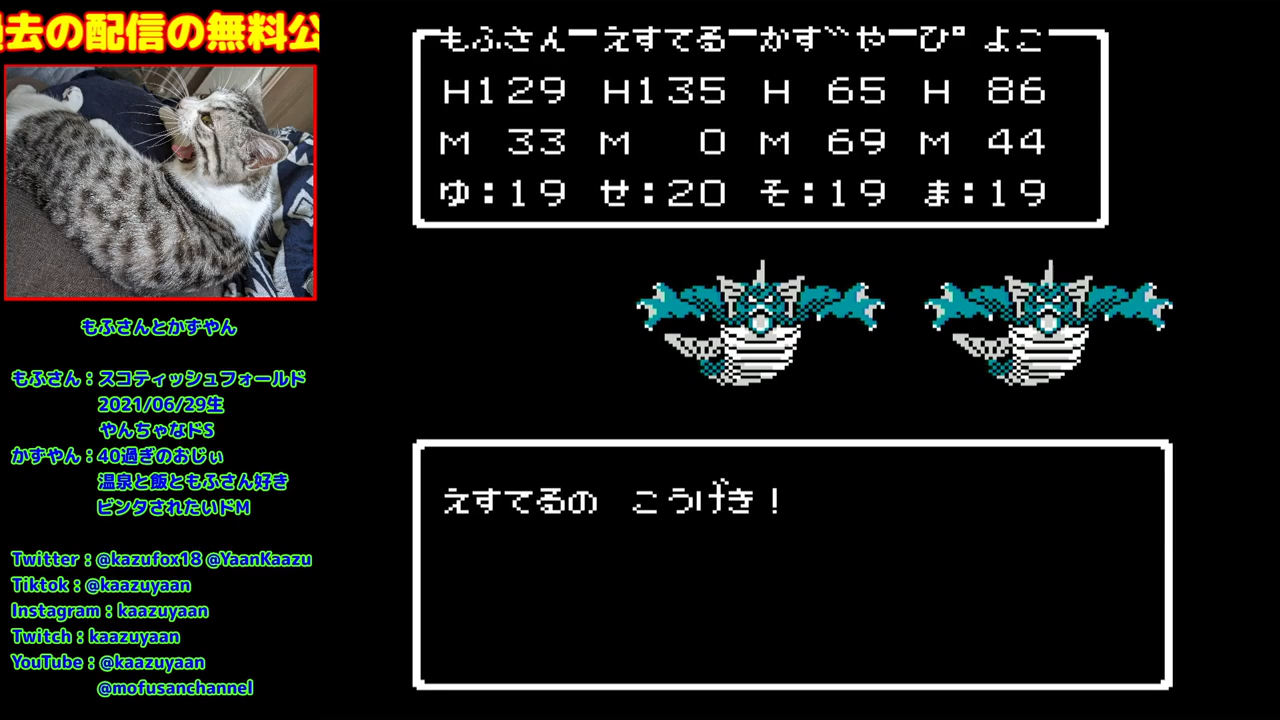 過去の配信の無料公
もふさんとかずやん
もふさん：スコティッシュフォールド
2021/06/29生
やんちゃなドS
かずやん：40過ぎのおじぃ
温泉と飯ともふさん好き
ビンタされたいドM
Twitter：@kazufox18 @YaanKaazu
Tiktok：@kaazuyaan
Instagram：kaazuyaan
Twitch：kaazuyaan
YouTube：@kaazuyaan
@mofusanchannel
もふさん えすてる かずや ぴよこ
H129 H135 H 65 H 86
M 33 M 0 M 69 M 44
ゆ:19 せ:20 そ:19 ま:19
えすてるの こうげき！